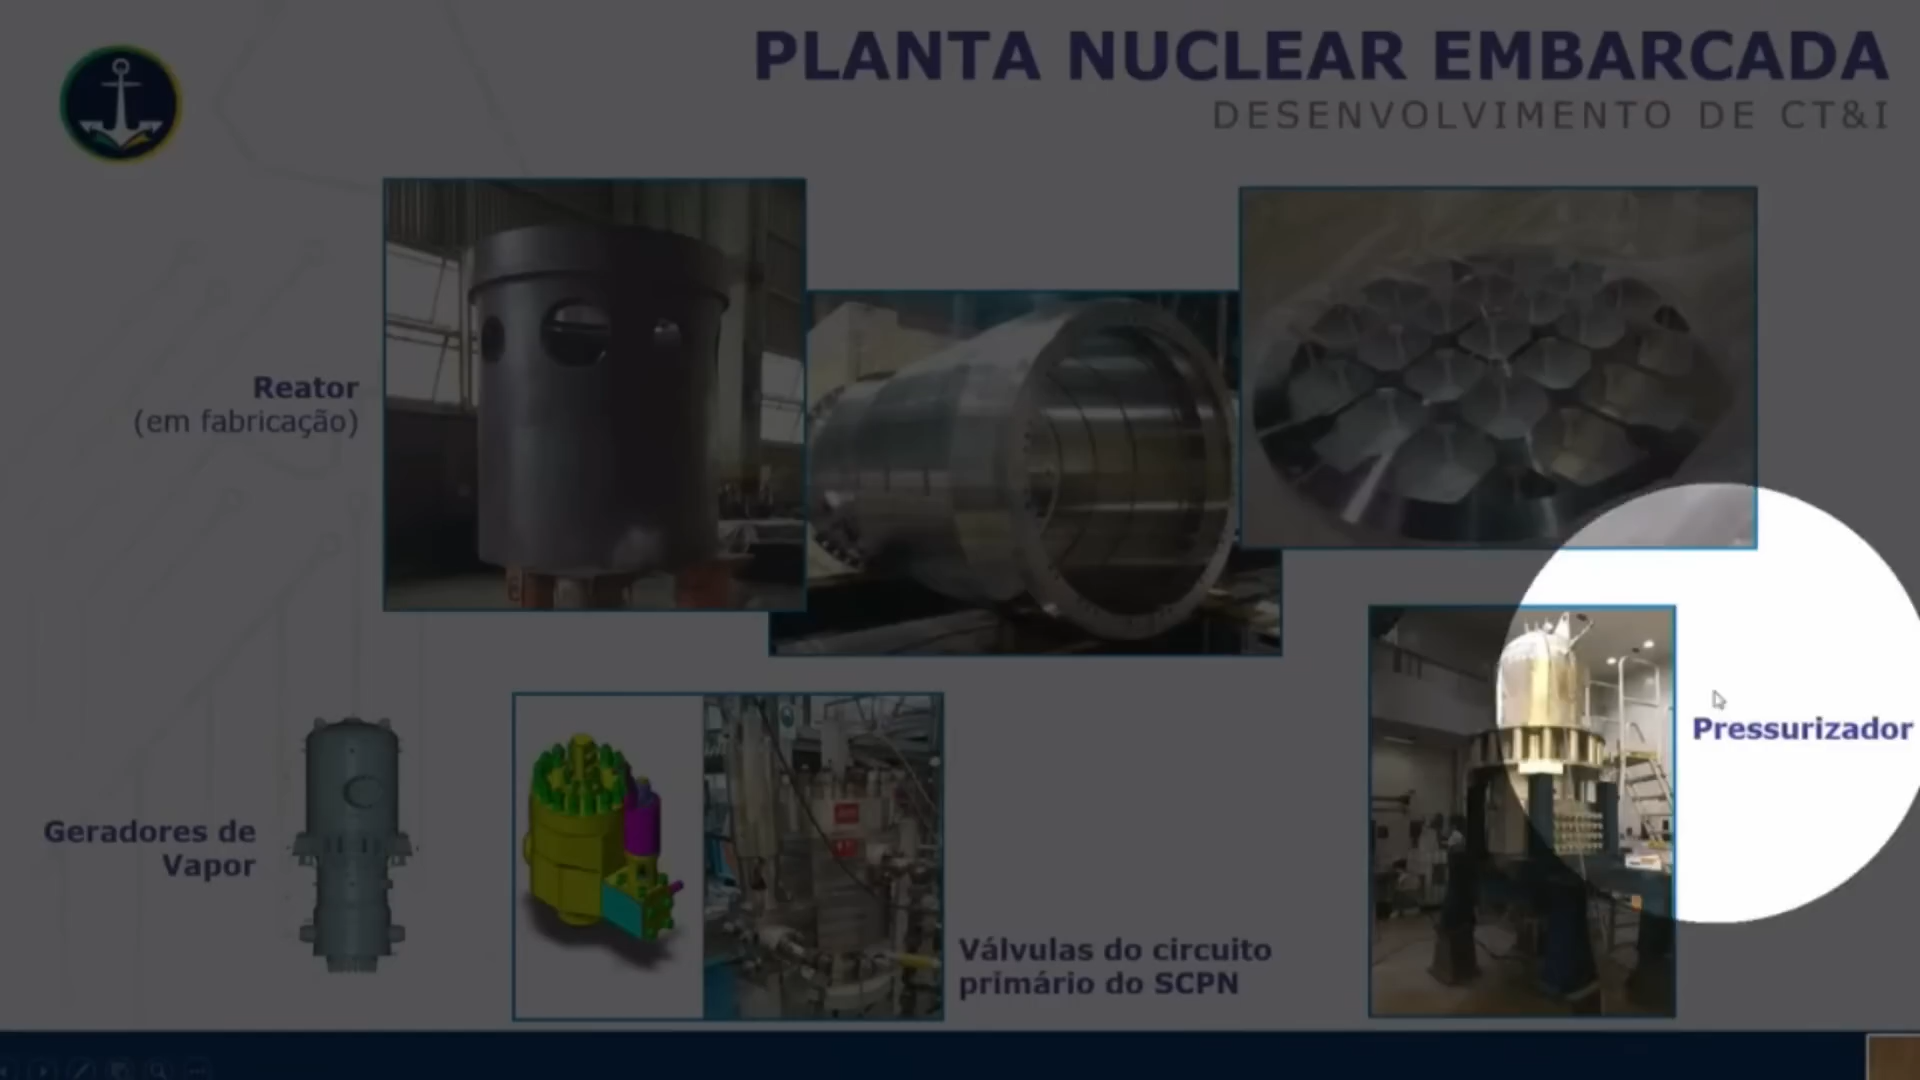 PLANTA NUCLEAR EMBARCADA
DESENVOLVIMENTO DE CT&I
Reator
(em fabricação)
Pressurizador
Geradores de
Vapor
Válvulas do circuito
primário do SCPN